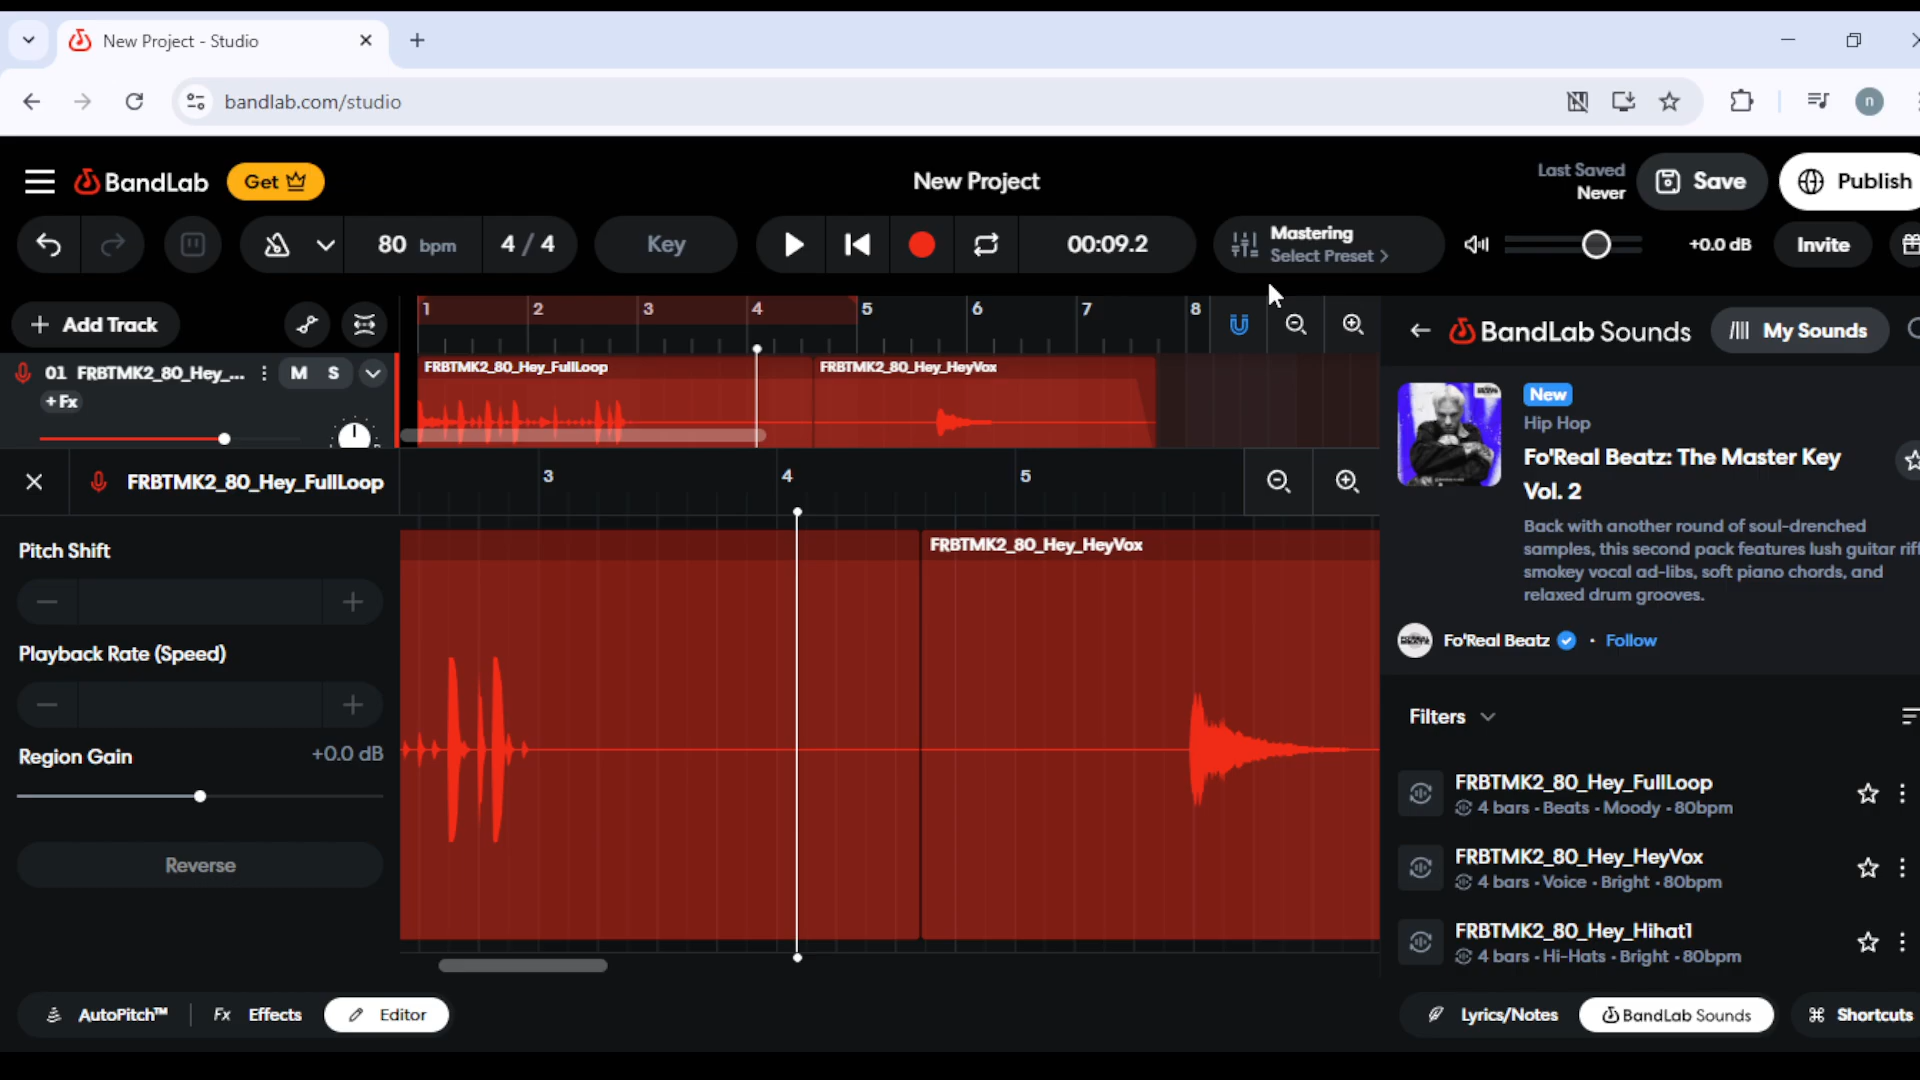 New Project - Studio
bandlab.com/studio
n
BandLab
Get
New Project
Last Saved
Never
Save
Publish
80 bpm
4 / 4
Key
00:09.2
Mastering
Select Preset >
+0.0 dB
Invite
+ Add Track
1 2 3 4 5 6 7 8
BandLab Sounds
My Sounds
01 FRBTMK2_80_Hey_...
M S
+Fx
FRBTMK2_80_Hey_FullLoop
FRBTMK2_80_Hey_HeyVox
New
Hip Hop
Fo'Real Beatz: The Master Key
Vol. 2
Back with another round of soul-drenched
samples, this second pack features lush guitar riff
smokey vocal ad-libs, soft piano chords, and
relaxed drum grooves.
Fo'Real Beatz · Follow
FRBTMK2_80_Hey_FullLoop
3 4 5
Pitch Shift
Playback Rate (Speed)
Region Gain +0.0 dB
Reverse
FRBTMK2_80_Hey_HeyVox
Filters
FRBTMK2_80_Hey_FullLoop
4 bars • Beats • Moody • 80bpm
FRBTMK2_80_Hey_HeyVox
4 bars • Voice • Bright • 80bpm
FRBTMK2_80_Hey_Hihat1
4 bars • Hi-Hats • Bright • 80bpm
AutoPitch™
Fx Effects
Editor
Lyrics/Notes
BandLab Sounds
Shortcuts